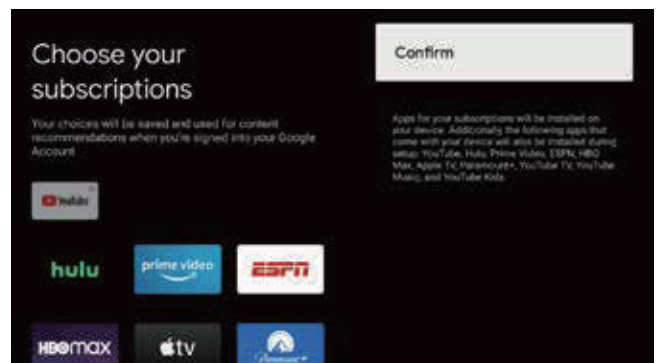 Choose your
subscriptions
Your choices will be saved and used for content
recommendations when you're signed into your Google
Account
YouTube
hulu
prime video
ESPN
HBOmax
tv
Paramount+
Confirm
Apps for your subscriptions will be installed on
your device. Additionally, the following apps that
come with your device will also be installed during
setup: YouTube, Hulu, Prime Video, ESPN, HBO
Max, Apple TV, Paramount+, YouTube TV, YouTube
Music, and YouTube Kids